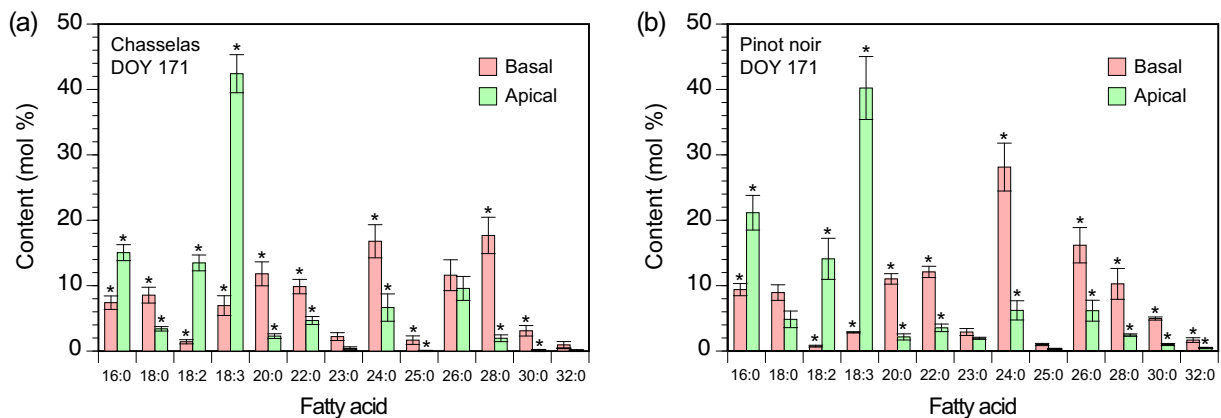 (a)
Chasselas
DOY 171
Basal
Apical
Content (mol %)
50
40
30
20
10
0
* * * * * * * * * * * * * * * * * * * *
16:0 18:0 18:2 18:3 20:0 22:0 23:0 24:0 25:0 26:0 28:0 30:0 32:0
Fatty acid
(b)
Pinot noir
DOY 171
Basal
Apical
Content (mol %)
50
40
30
20
10
0
* * * * * * * * * * * * * * * * * * * *
16:0 18:0 18:2 18:3 20:0 22:0 23:0 24:0 25:0 26:0 28:0 30:0 32:0
Fatty acid